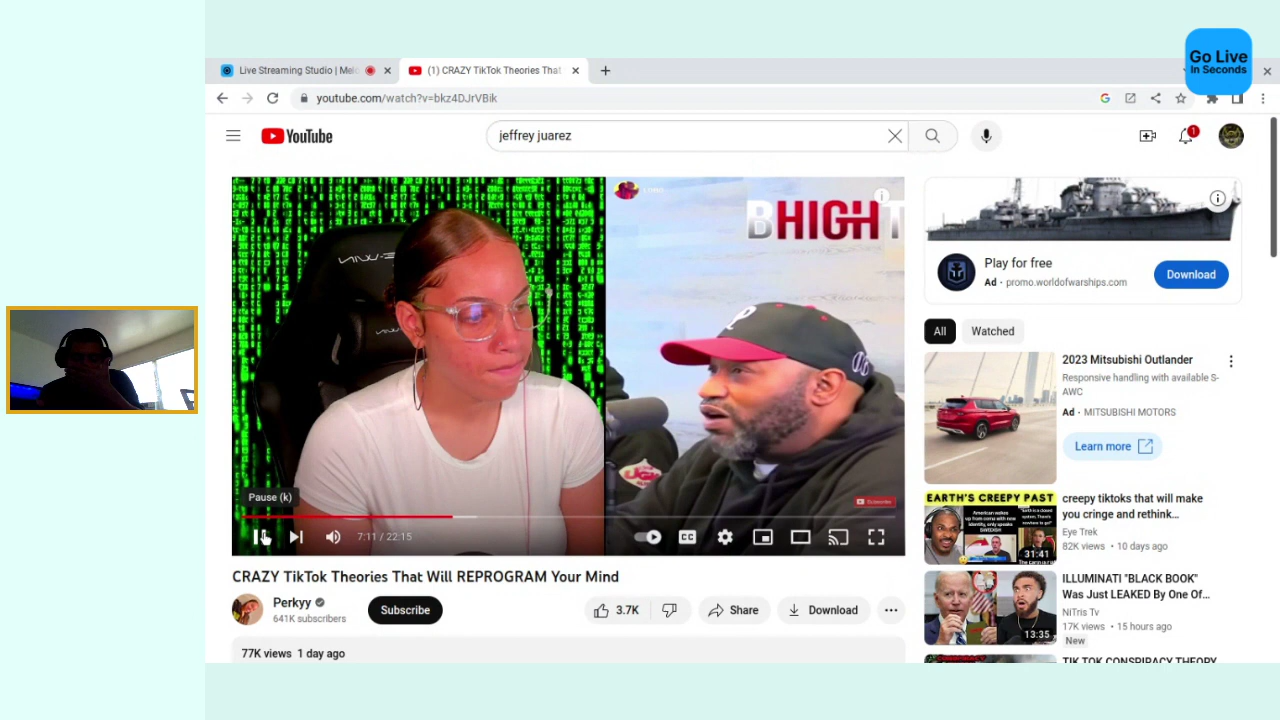 Go Live
In Seconds
Live Streaming Studio | Melo
(1) CRAZY TikTok Theories That
youtube.com/watch?v=bkz4DJrVBik
YouTube
jeffrey juarez
1
BHIGHT
Pause (k)
7:11 / 22:15
CC
Subscribe
CRAZY TikTok Theories That Will REPROGRAM Your Mind
Perkyy
641K subscribers
Subscribe
3.7K
Share
Download
77K views 1 day ago
Play for free
Ad · promo.worldofwarships.com
Download
All
Watched
2023 Mitsubishi Outlander
Responsive handling with available S-
AWC
Ad · MITSUBISHI MOTORS
Learn more
EARTH'S CREEPY PAST
31:41
creepy tiktoks that will make
you cringe and rethink...
Eye Trek
82K views · 10 days ago
13:35
ILLUMINATI "BLACK BOOK"
Was Just LEAKED By One Of...
NiTris Tv
17K views · 15 hours ago
New
TIK TOK CONSPIRACY THEORY